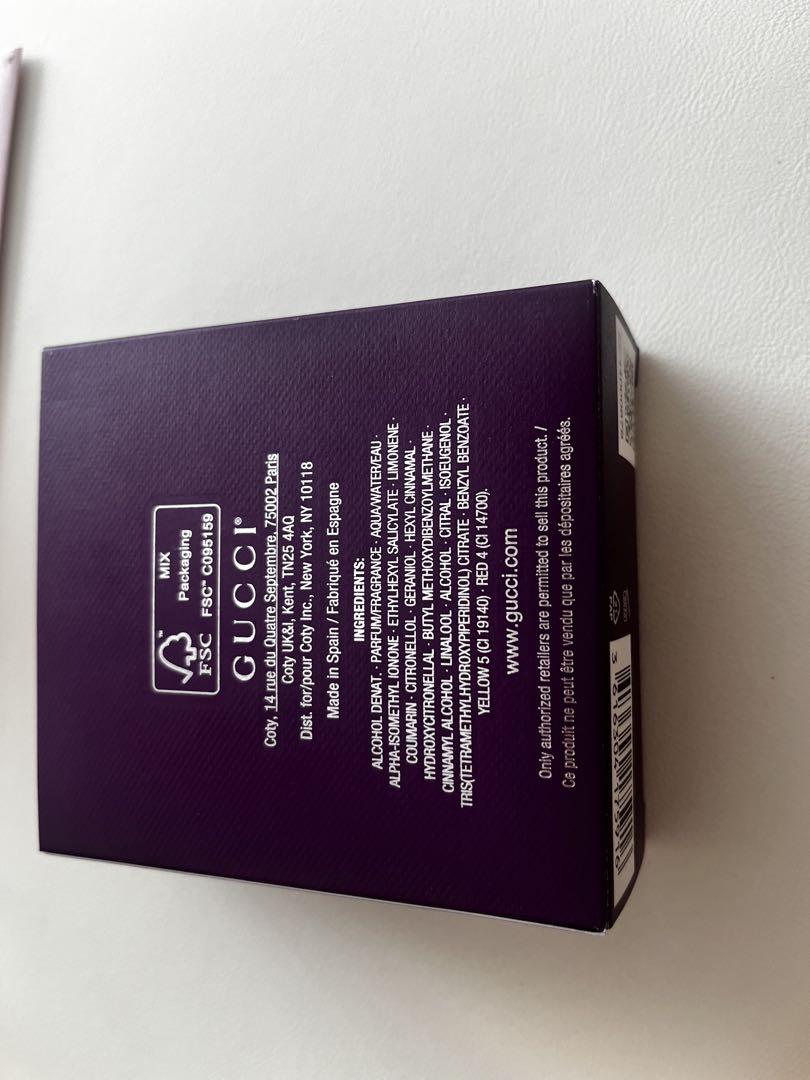 MIX
Packaging
FSC™ C095159
FSC
GUCCI®
Coty, 14 rue du Quatre Septembre, 75002 Paris
Coty UK&I, Kent, TN25 4AQ
Dist. for/pour Coty Inc., New York, NY 10118
Made in Spain / Fabriqué en Espagne
INGREDIENTS:
ALCOHOL DENAT. · PARFUM/FRAGRANCE · AQUA/WATER/EAU ·
ALPHA-ISOMETHYL IONONE · ETHYLHEXYL SALICYLATE · LIMONENE ·
COUMARIN · CITRONELLOL · GERANIOL · HEXYL CINNAMAL ·
HYDROXYCITRONELLAL · BUTYL METHOXYDIBENZOYLMETHANE ·
CINNAMYL ALCOHOL · LINALOOL · ALCOHOL · CITRAL · ISOEUGENOL ·
TRIS(TETRAMETHYLHYDROXYPIPERIDINOL) CITRATE · BENZYL BENZOATE ·
YELLOW 5 (CI 19140) · RED 4 (CI 14700).
www.gucci.com
Only authorized retailers are permitted to sell this product. /
Ce produit ne peut être vendu que par les dépositaires agréés.